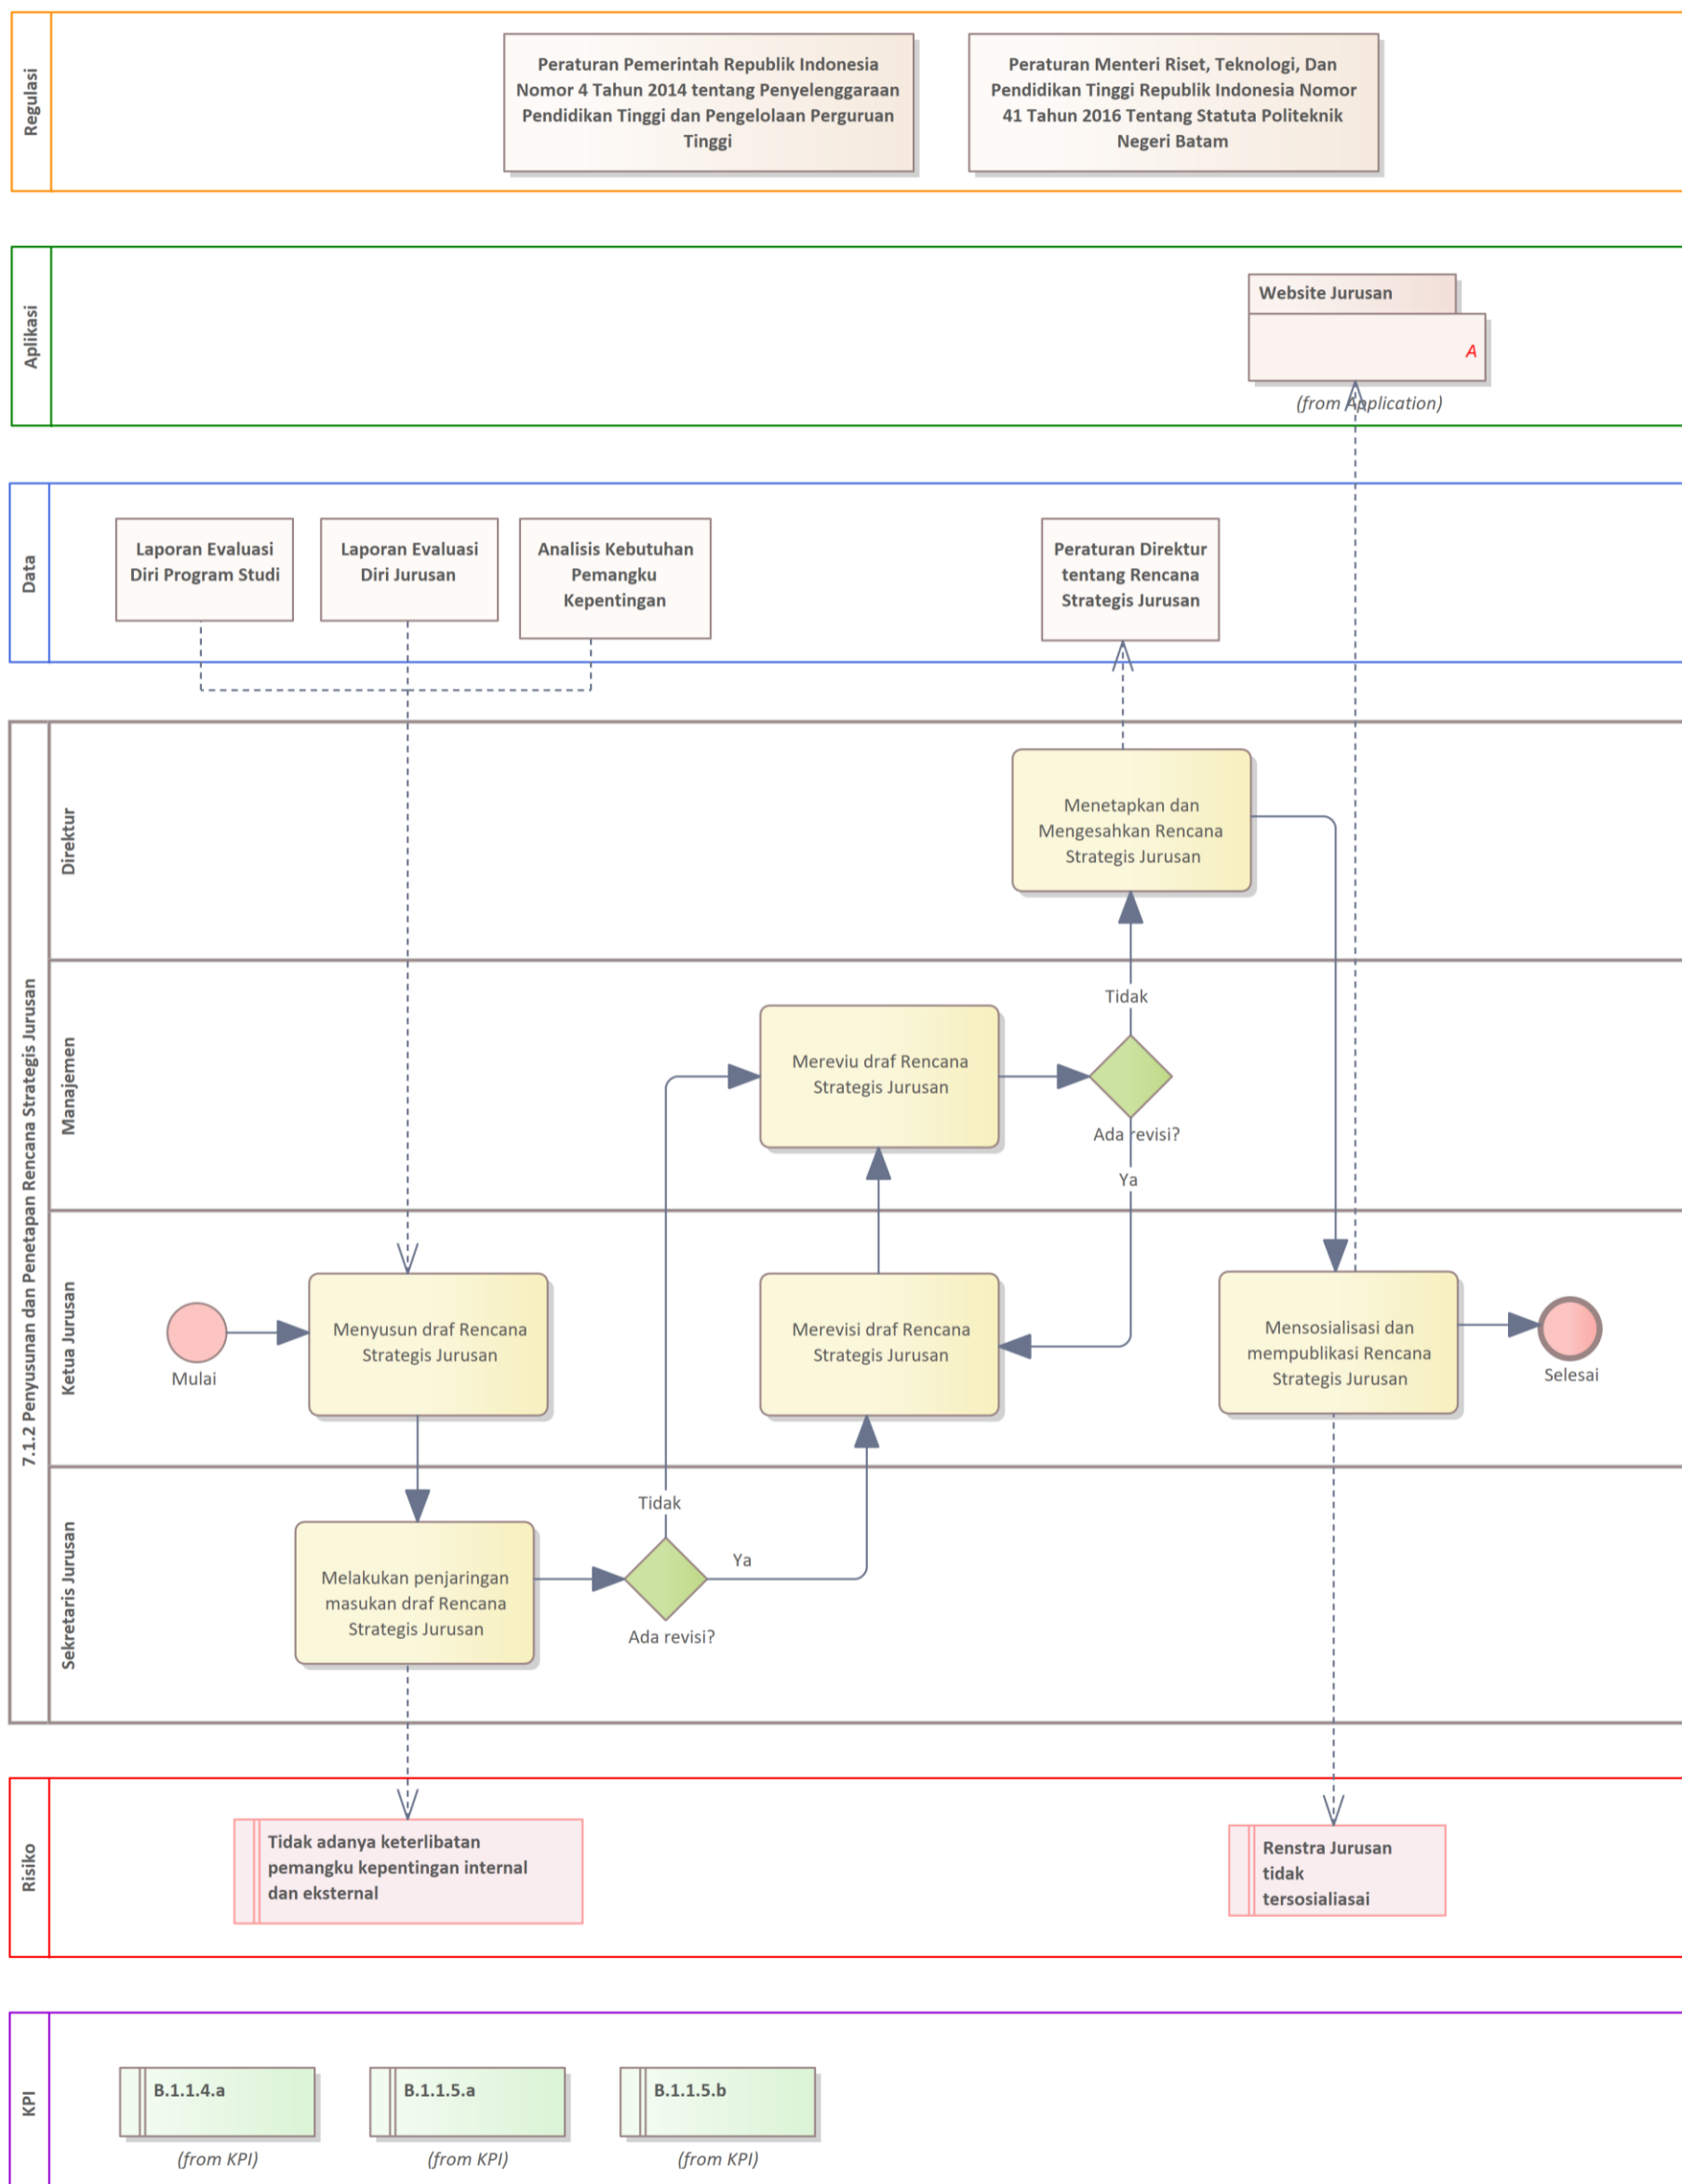 Regulasi
Peraturan Pemerintah Republik Indonesia
Nomor 4 Tahun 2014 tentang Penyelenggaraan
Pendidikan Tinggi dan Pengelolaan Perguruan
Tinggi
Peraturan Menteri Riset, Teknologi, Dan
Pendidikan Tinggi Republik Indonesia Nomor
41 Tahun 2016 Tentang Statuta Politeknik
Negeri Batam
Aplikasi
Website Jurusan
A
(from Application)
Data
Laporan Evaluasi
Diri Program Studi
Laporan Evaluasi
Diri Jurusan
Analisis Kebutuhan
Pemangku
Kepentingan
Peraturan Direktur
tentang Rencana
Strategis Jurusan
7.1.2 Penyusunan dan Penetapan Rencana Strategis Jurusan
Direktur
Menetapkan dan
Mengesahkan Rencana
Strategis Jurusan
Manajemen
Mereviu draf Rencana
Strategis Jurusan
Tidak
Ada revisi?
Ya
Ketua Jurusan
Mulai
Menyusun draf Rencana
Strategis Jurusan
Merevisi draf Rencana
Strategis Jurusan
Mensosialisasi dan
mempublikasi Rencana
Strategis Jurusan
Selesai
Sekretaris Jurusan
Melakukan penjaringan
masukan draf Rencana
Strategis Jurusan
Tidak
Ya
Ada revisi?
Risiko
Tidak adanya keterlibatan
pemangku kepentingan internal
dan eksternal
Renstra Jurusan
tidak
tersosialiasai
KPI
B.1.1.4.a
(from KPI)
B.1.1.5.a
(from KPI)
B.1.1.5.b
(from KPI)